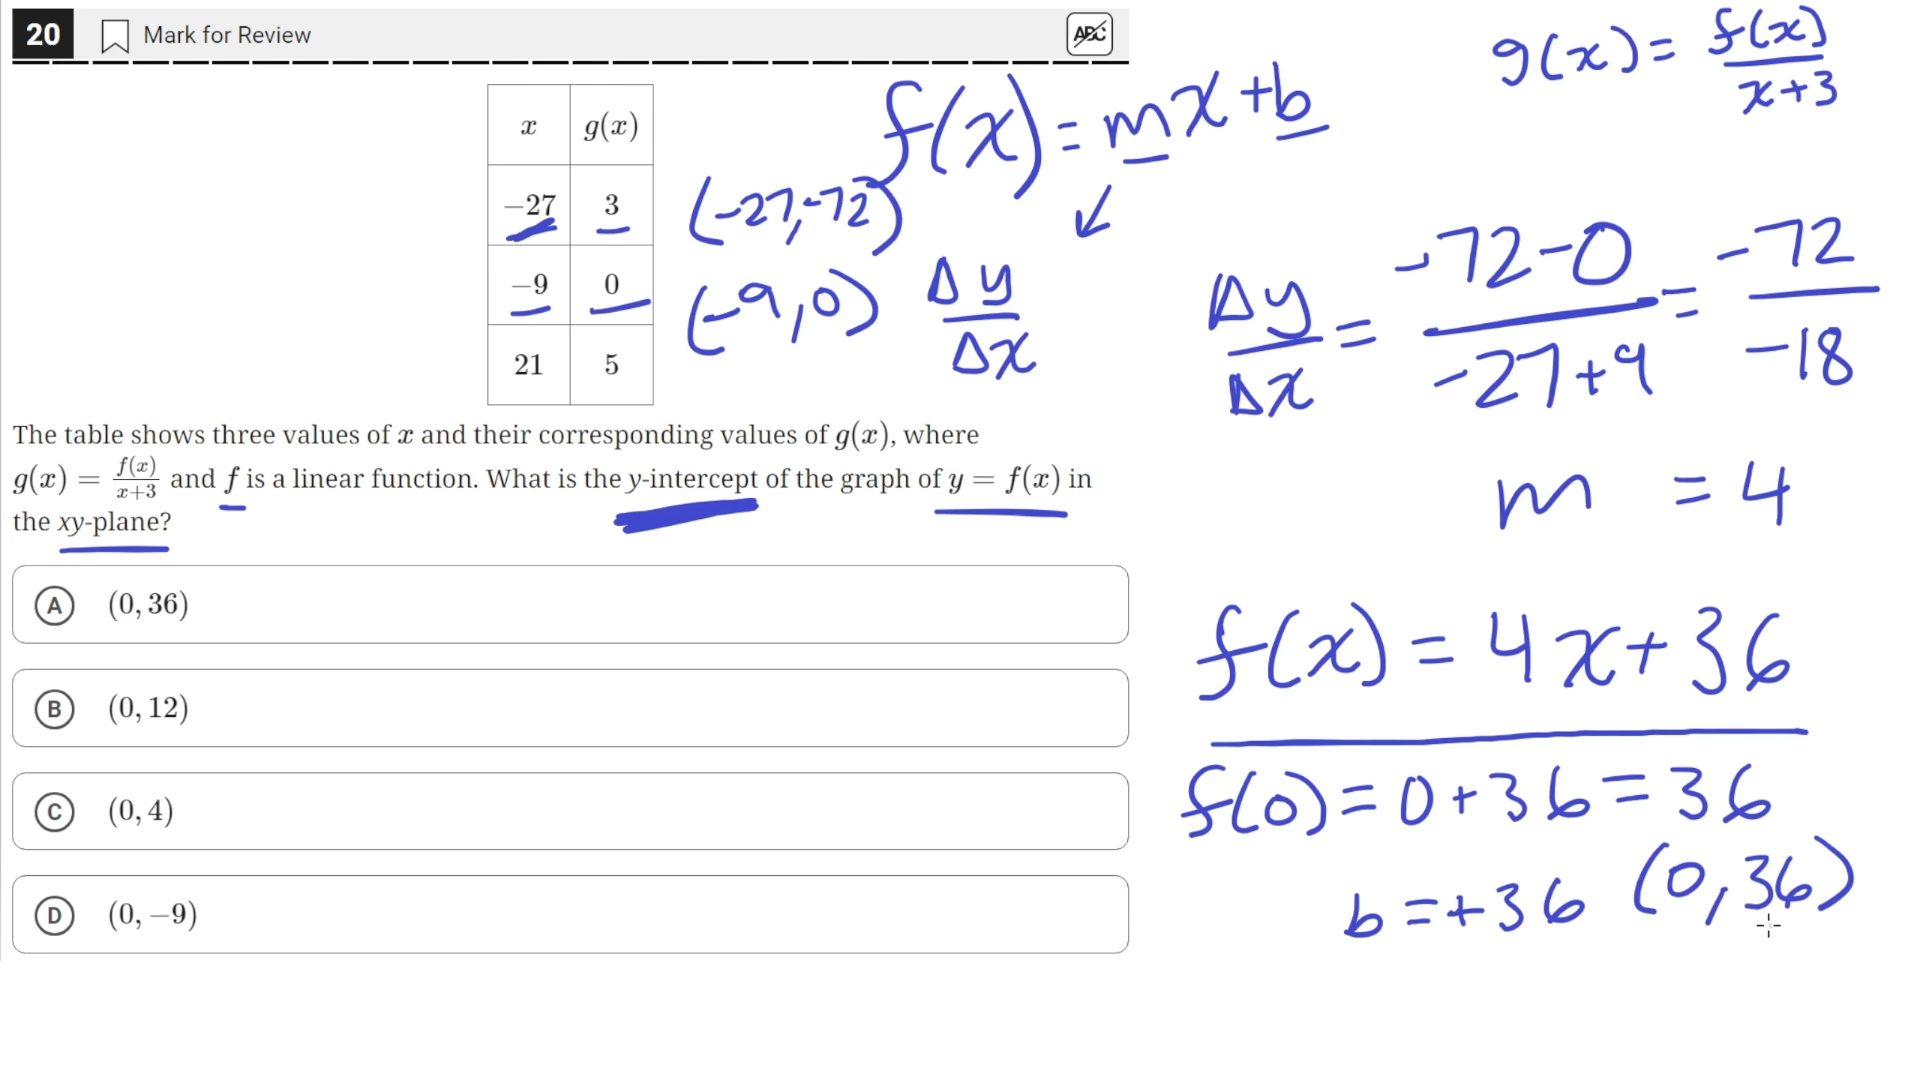 20 Mark for Review ABC
x g(x)
−27 3
−9 0
21 5
The table shows three values of x and their corresponding values of g(x), where
g(x) = f(x)/x+3 and f is a linear function. What is the y-intercept of the graph of y = f(x) in
the xy-plane?
A (0, 36)
B (0, 12)
C (0, 4)
D (0, −9)
g(x) = f(x)/x+3
f(x) = mx+b
(-27,-72)
(-9,0) Δy/Δx
Δy/Δx = -72-0/-27+9 = -72/-18
m = 4
f(x) = 4x+36
f(0) = 0+36 = 36
b = +36 (0,36)